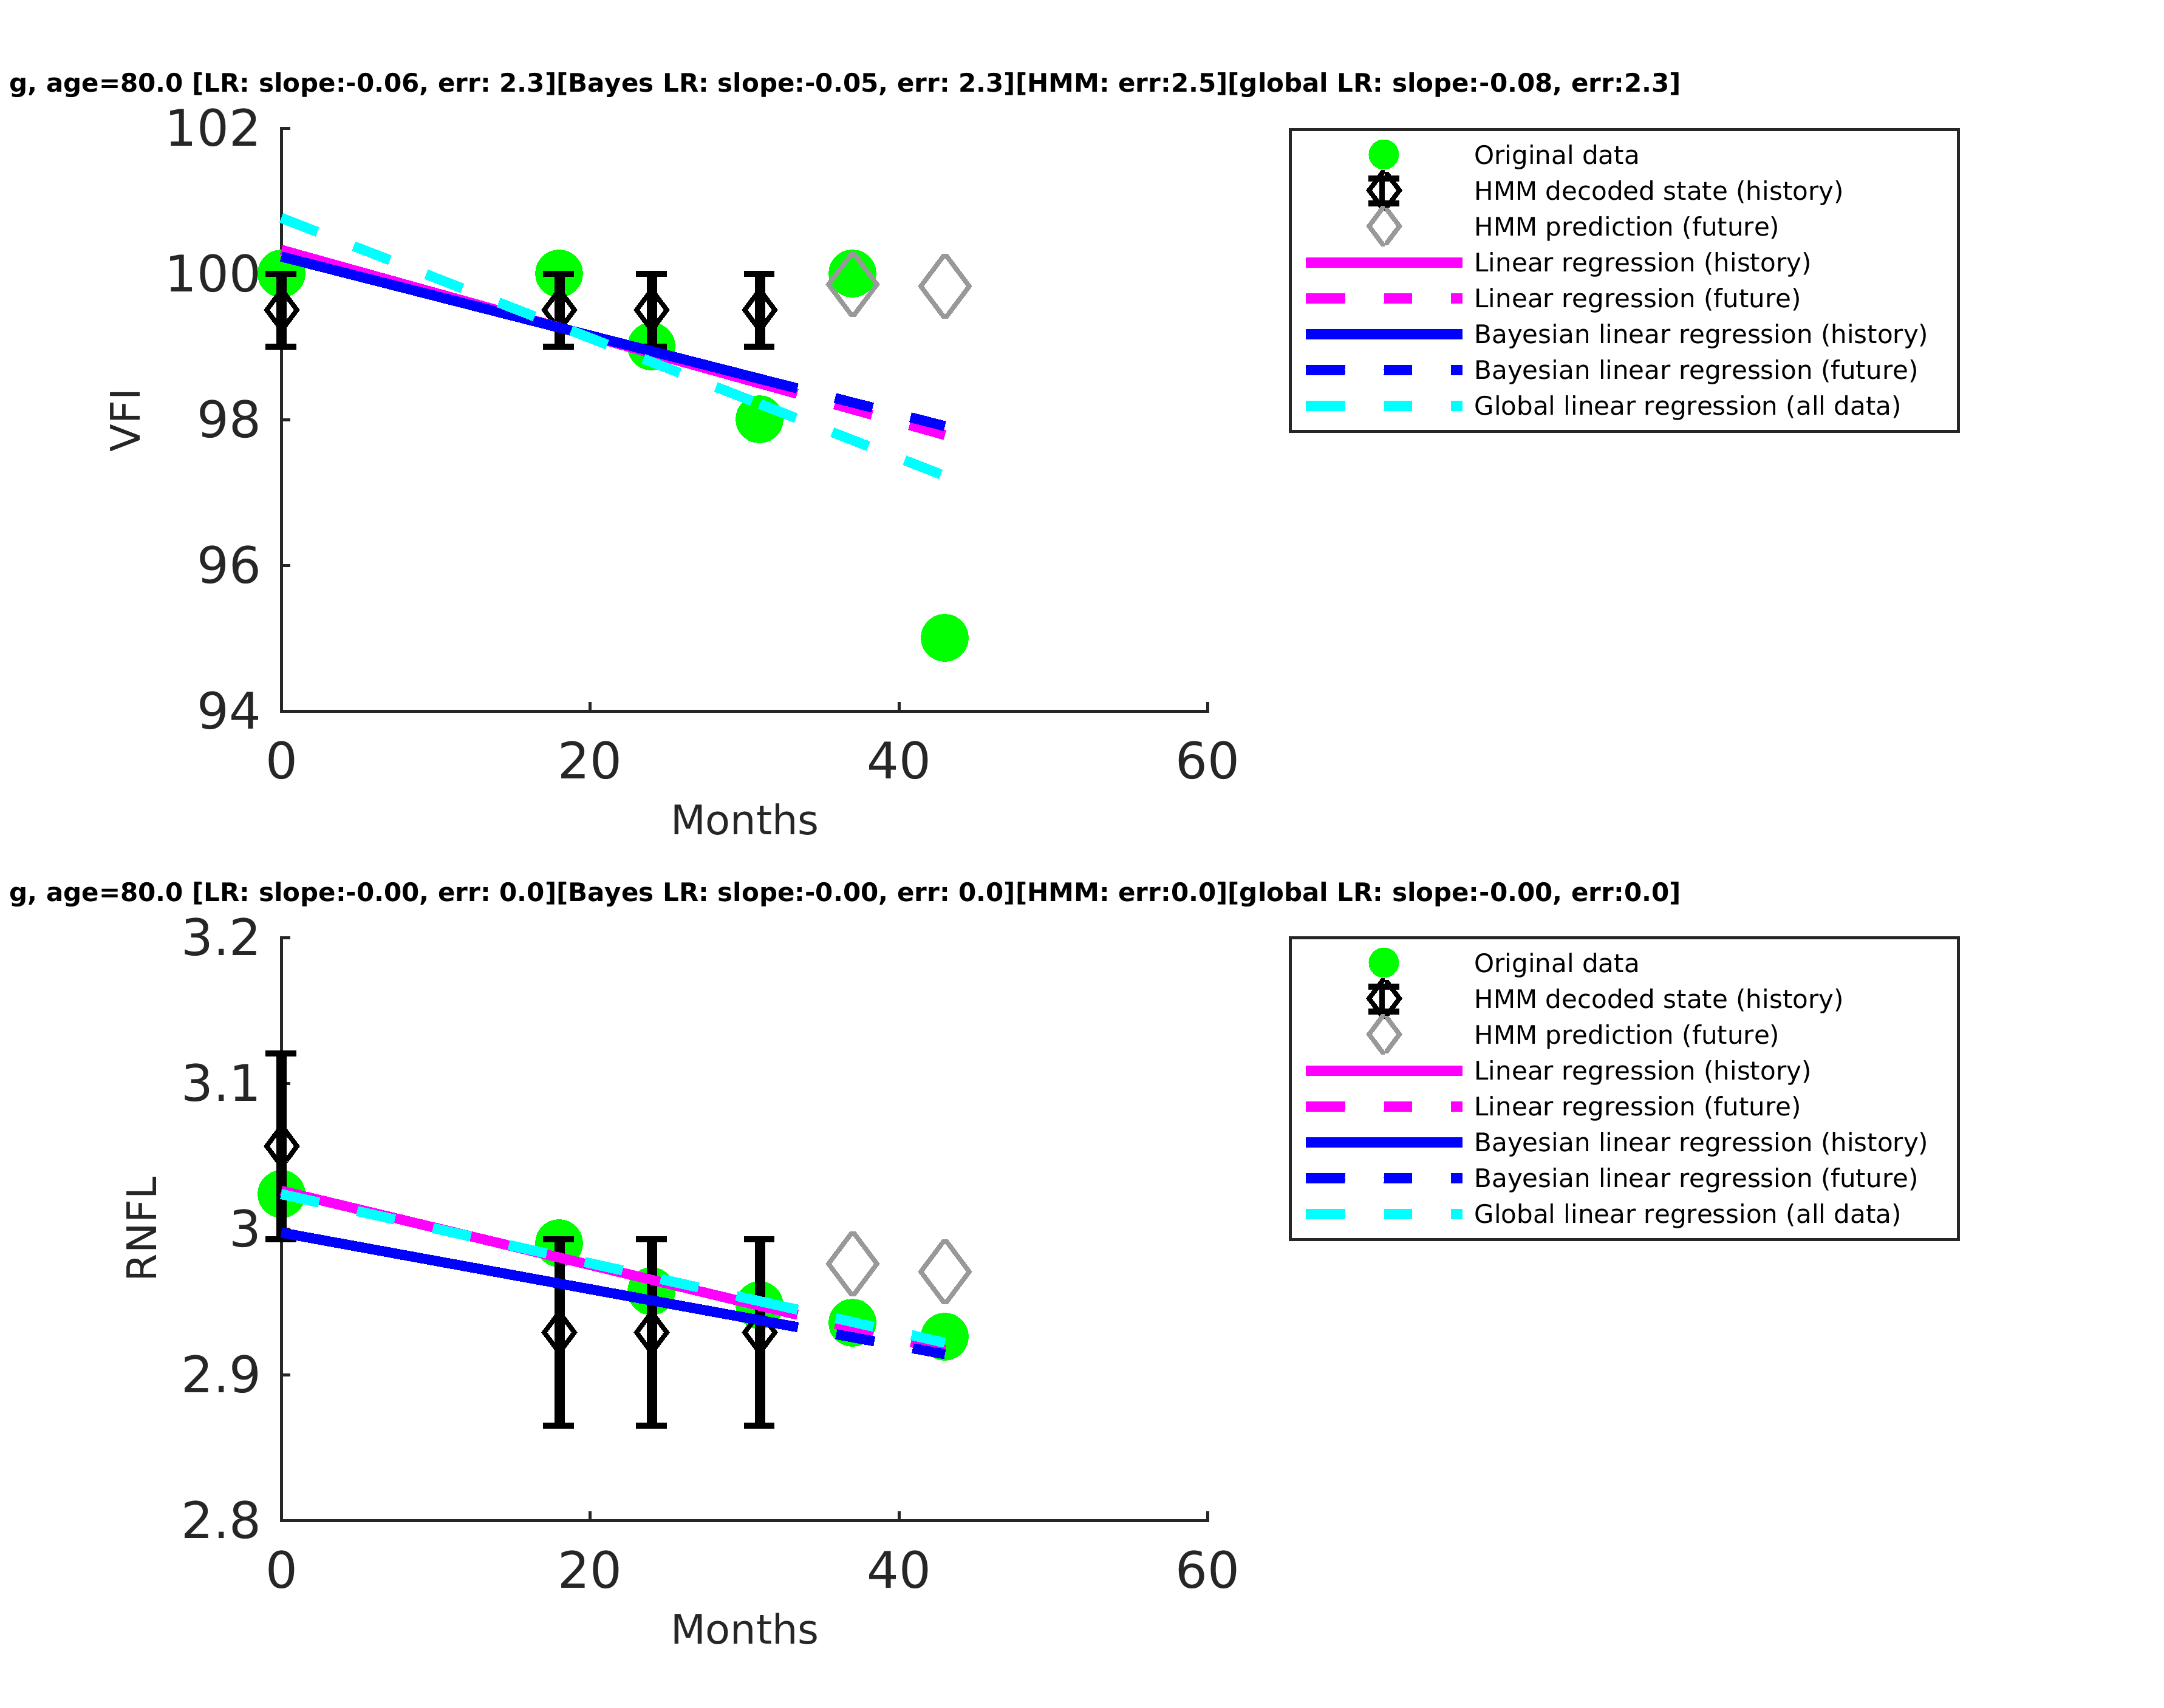 g, age=80.0 [LR: slope:-0.06, err: 2.3][Bayes LR: slope:-0.05, err: 2.3][HMM: err:2.5][global LR: slope:-0.08, err:2.3]
102
100
98
96
94
VFI
0 20 40 60
Months
Original data
HMM decoded state (history)
HMM prediction (future)
Linear regression (history)
Linear regression (future)
Bayesian linear regression (history)
Bayesian linear regression (future)
Global linear regression (all data)
g, age=80.0 [LR: slope:-0.00, err: 0.0][Bayes LR: slope:-0.00, err: 0.0][HMM: err:0.0][global LR: slope:-0.00, err:0.0]
3.2
3.1
3
2.9
2.8
RNFL
0 20 40 60
Months
Original data
HMM decoded state (history)
HMM prediction (future)
Linear regression (history)
Linear regression (future)
Bayesian linear regression (history)
Bayesian linear regression (future)
Global linear regression (all data)